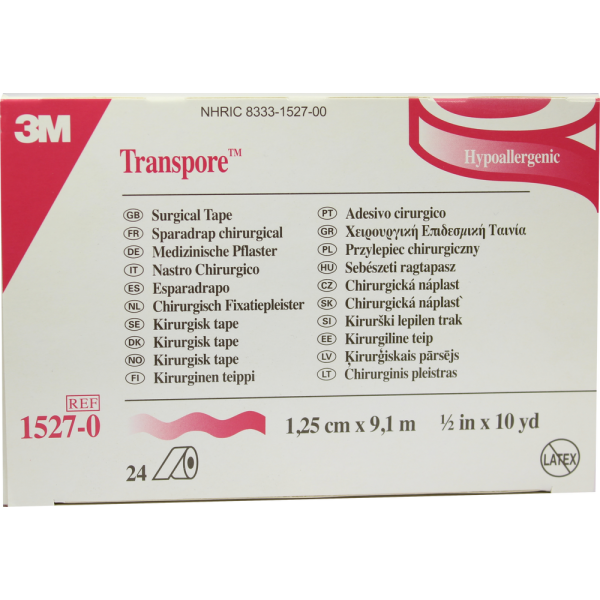 NHRIC 8333-1527-00
3M
Transpore™
Hypoallergenic
GB Surgical Tape
FR Sparadrap chirurgical
DE Medizinische Pflaster
IT Nastro Chirurgico
ES Esparadrapo
NL Chirurgisch Fixatiepleister
SE Kirurgisk tape
DK Kirurgisk tape
NO Kirurgisk tape
FI Kirurginen teippi
PT Adesivo cirurgico
GR Χειρουργική Επιδεσμική Ταινία
PL Przylepiec chirurgiczny
HU Sebészeti ragtapasz
CZ Chirurgická náplast
SK Chirurgická náplasť
SI Kirurški lepilen trak
EE Kirurgiline teip
LV Ķirurģiskais pārsējs
LT Chirurginis pleistras
REF
1527-0
1,25 cm x 9,1 m ½ in x 10 yd
24
LATEX